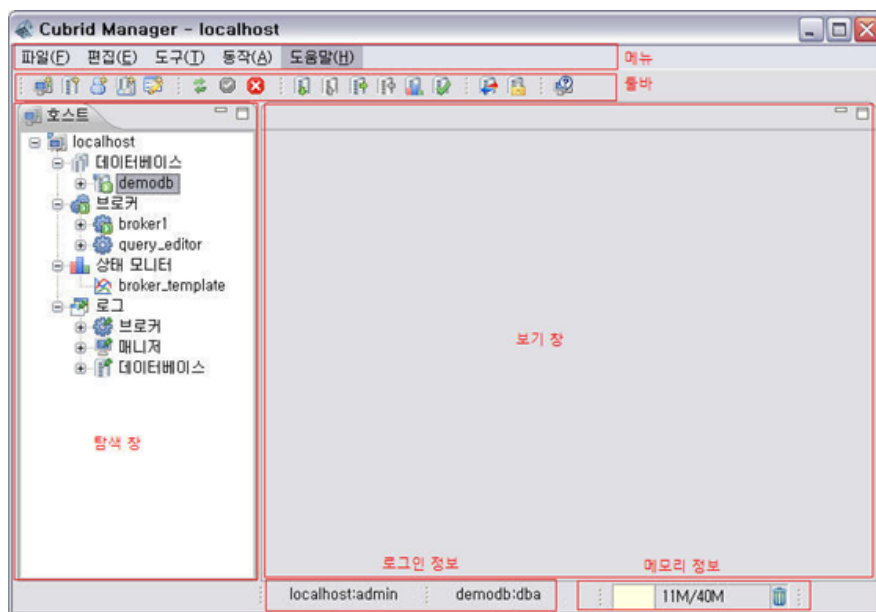 Cubrid Manager - localhost
파일(F) 편집(E) 도구(T) 동작(A) 도움말(H)
메뉴
툴바
호스트
localhost
데이터베이스
demodb
브로커
broker1
query_editor
상태 모니터
broker_template
로그
브로커
매니저
데이터베이스
보기 창
탐색 창
로그인 정보
메모리 정보
localhost:admin
demodb:dba
11M/40M